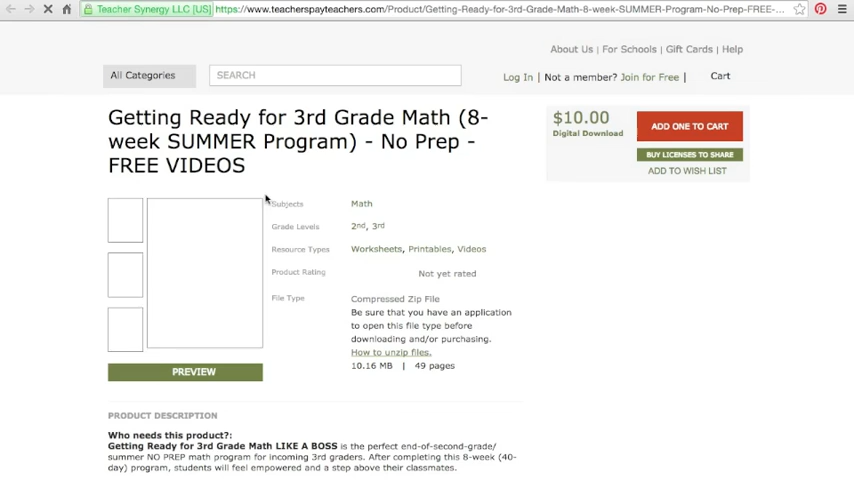 Teacher Synergy LLC [US] https://www.teacherspayteachers.com/Product/Getting-Ready-for-3rd-Grade-Math-8-week-SUMMER-Program-No-Prep-FREE-...
About Us | For Schools | Gift Cards | Help
All Categories SEARCH Log In | Not a member? Join for Free | Cart
Getting Ready for 3rd Grade Math (8-
week SUMMER Program) - No Prep -
FREE VIDEOS
$10.00
Digital Download
ADD ONE TO CART
BUY LICENSES TO SHARE
ADD TO WISH LIST
Subjects Math
Grade Levels 2nd, 3rd
Resource Types Worksheets, Printables, Videos
Product Rating Not yet rated
File Type Compressed Zip File
Be sure that you have an application
to open this file type before
downloading and/or purchasing.
How to unzip files.
10.16 MB | 49 pages
PREVIEW
PRODUCT DESCRIPTION
Who needs this product?:
Getting Ready for 3rd Grade Math LIKE A BOSS is the perfect end-of-second-grade/
summer NO PREP math program for incoming 3rd graders. After completing this 8-week (40-
day) program, students will feel empowered and a step above their classmates.